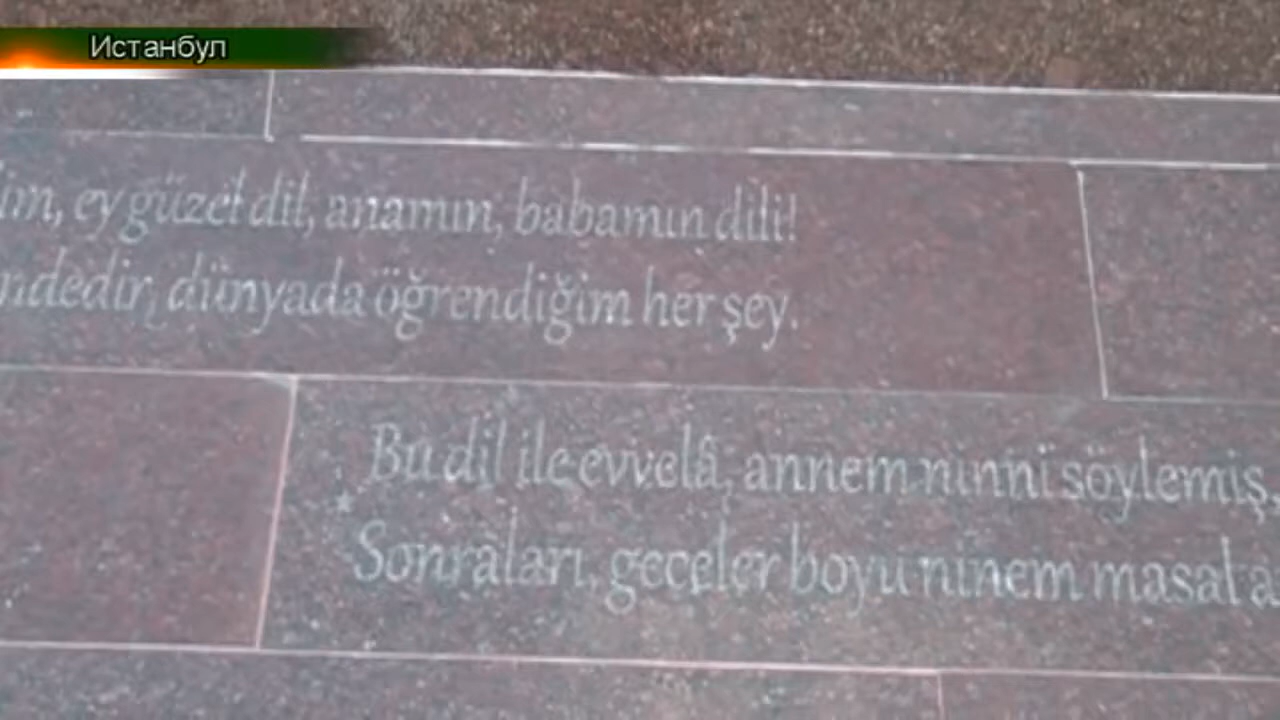 Истанбул
im, ey güzel dil, anamın, babamın dili!
ndedir, dünyada öğrendiğim her şey.
Bu dil ile evvelâ, annem ninni söylemiş,
Sonraları, geceler boyu ninem masal a